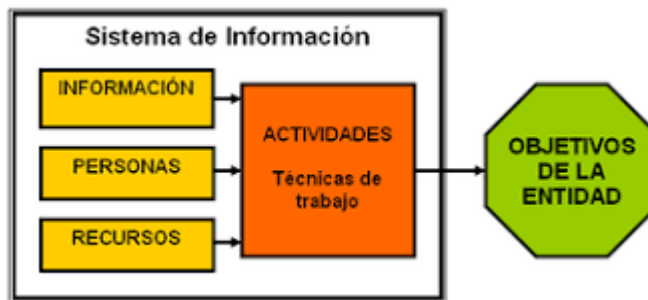 Sistema de Información
INFORMACIÓN
PERSONAS
RECURSOS
ACTIVIDADES
Técnicas de
trabajo
OBJETIVOS
DE LA
ENTIDAD